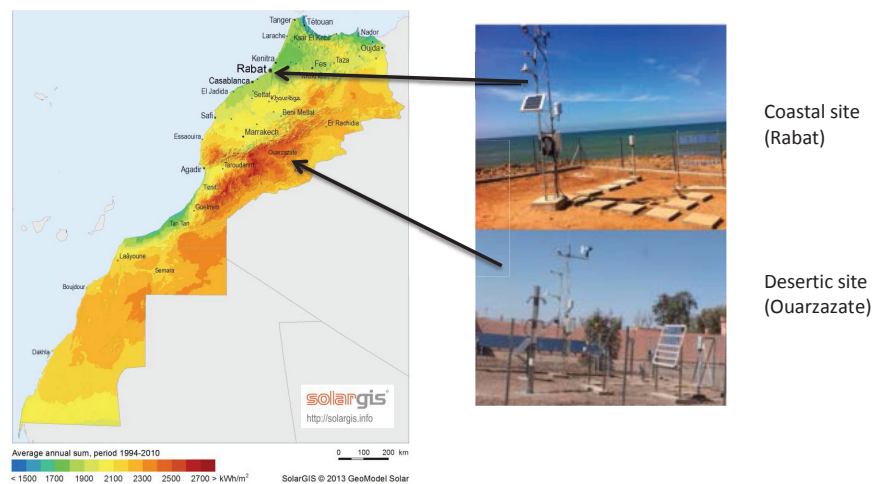 Tanger
Tétouan
Larache
Ksar El Kebir
Nador
Oujda
Kenitra
Taza
Rabat
Fes
Casablanca
El Jadida
Settat
Khouribga
Safi
Beni Mellal
Er Rachidia
Essaouira
Marrakech
Ouarzazate
Agadir
Taroudannt
Tiznit
Guelmim
Tan Tan
Laâyoune
Semara
Boujdour
Dakhla
solargis
http://solargis.info
Average annual sum, period 1994-2010
0 100 200 km
< 1500 1700 1900 2100 2300 2500 2700 > kWh/m²
SolarGIS © 2013 GeoModel Solar
Coastal site
(Rabat)
Desertic site
(Ouarzazate)